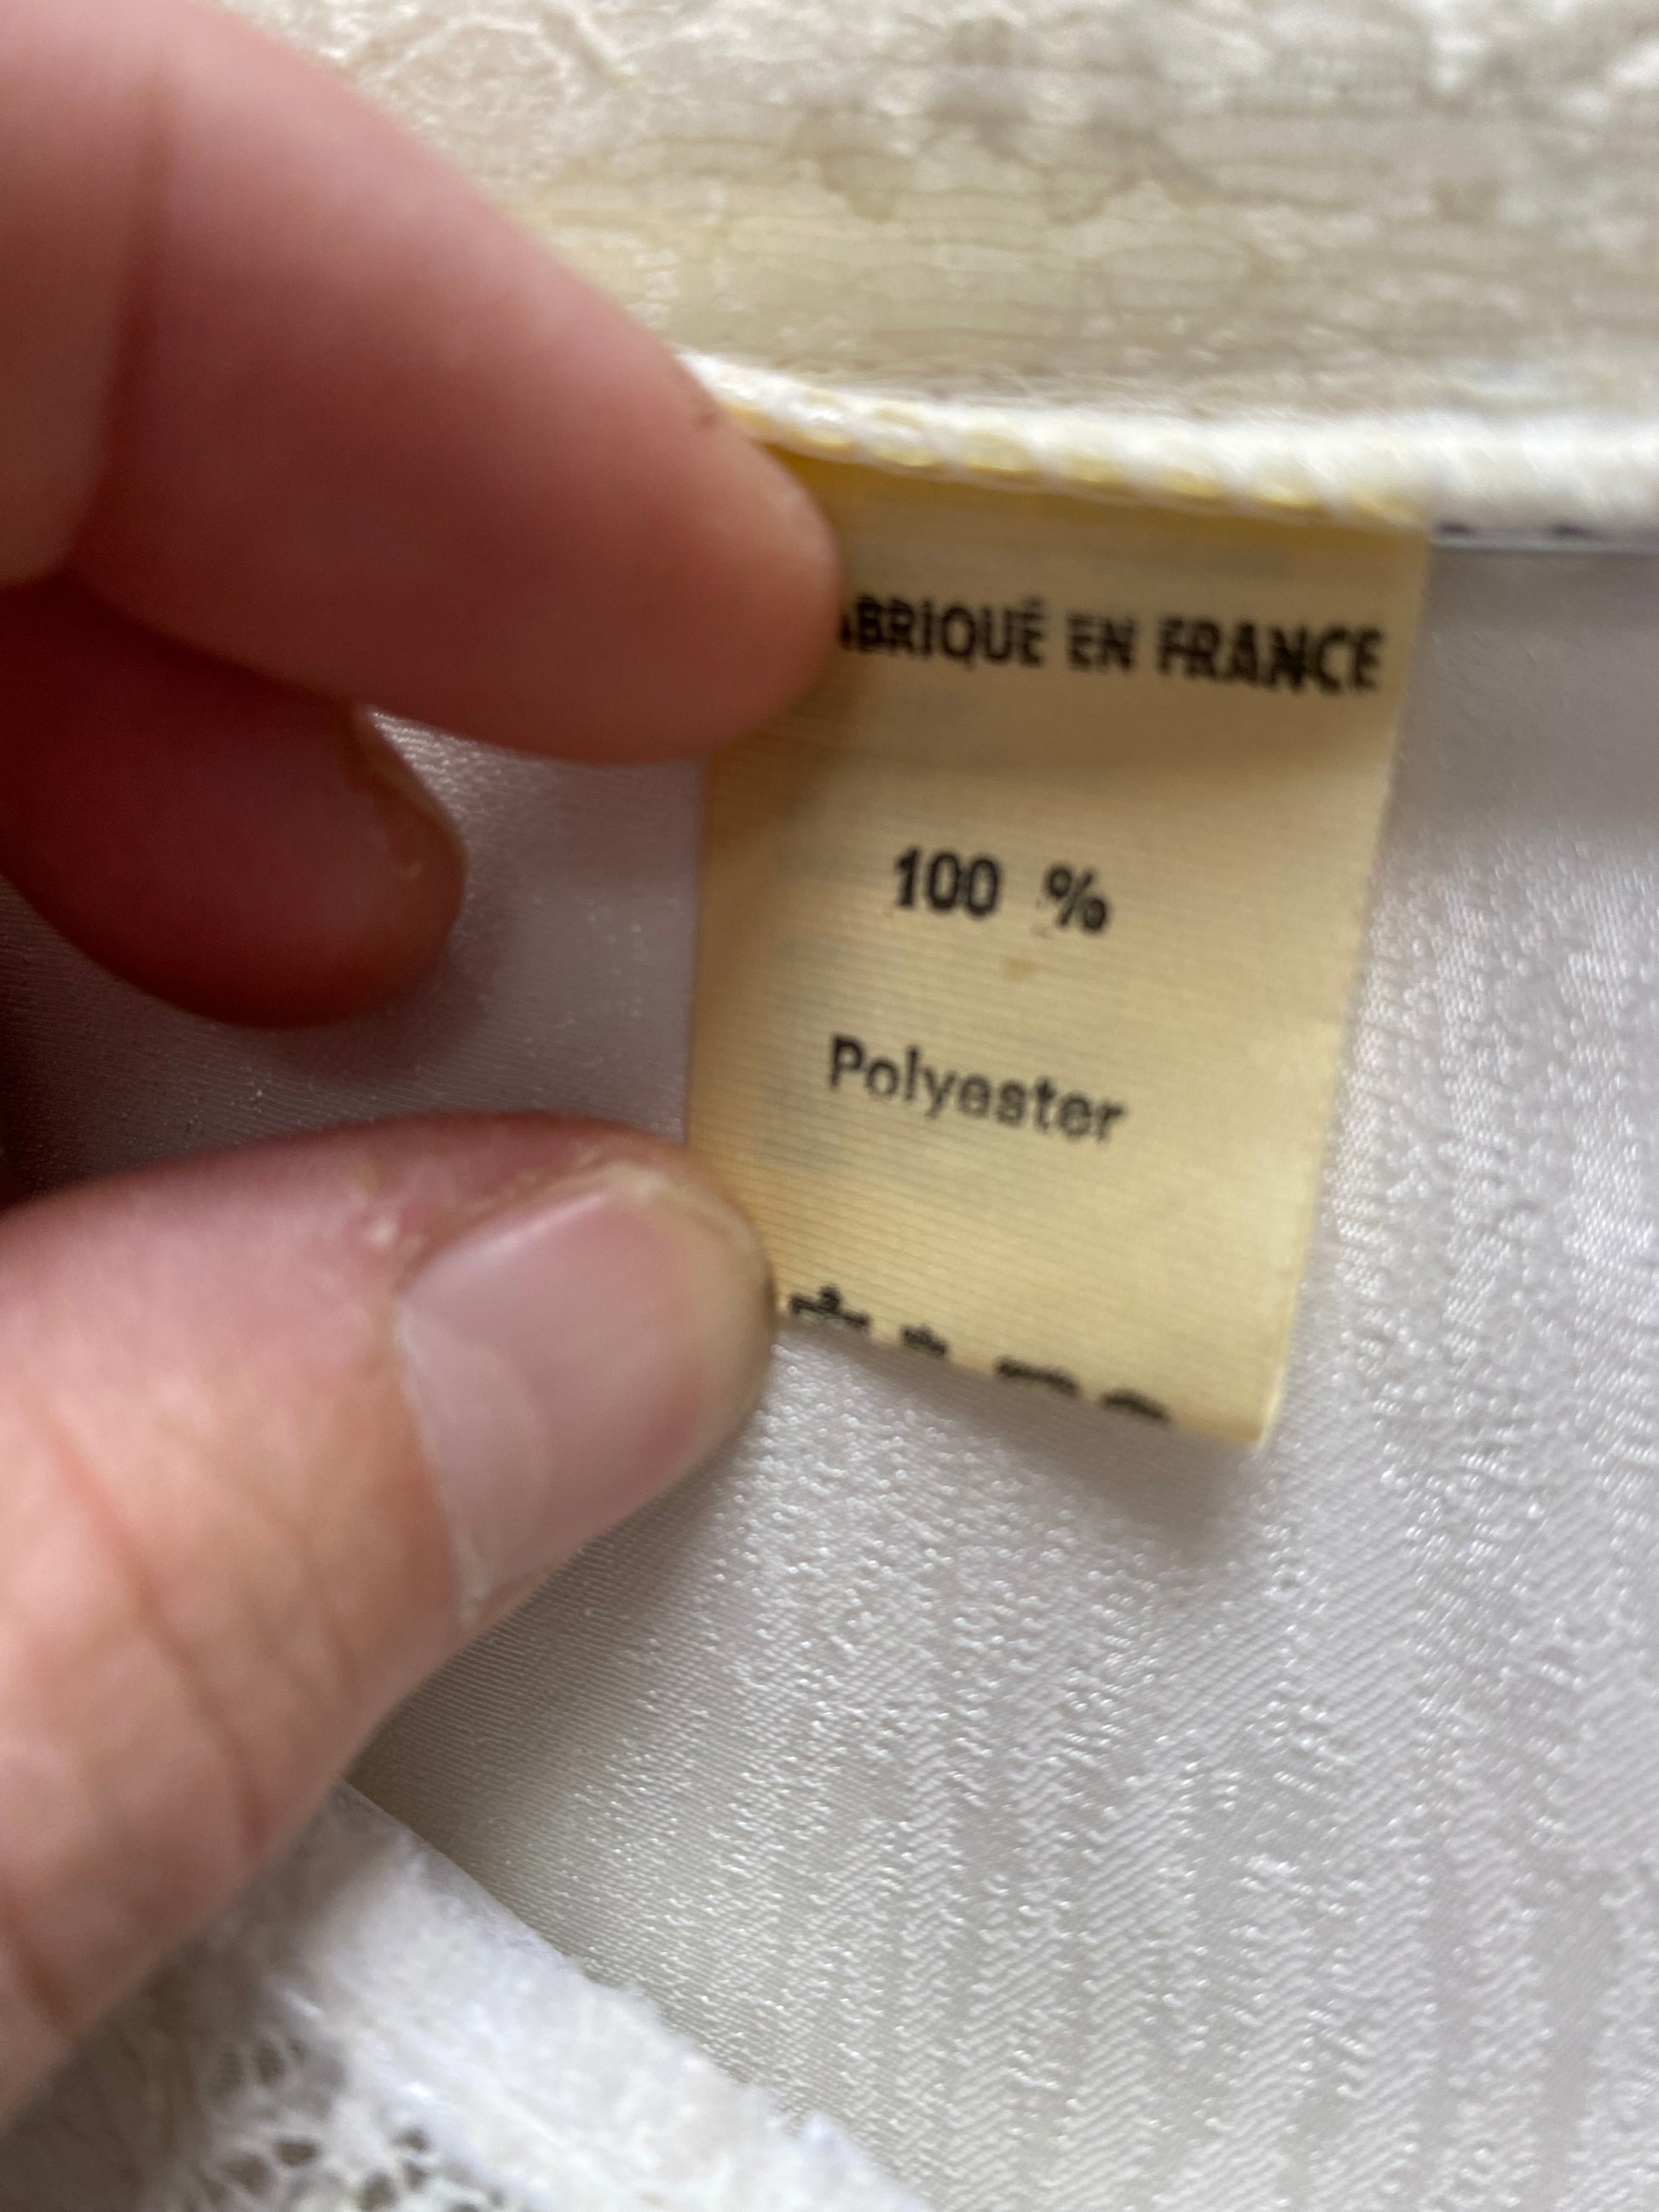 ABRIQUÉ EN FRANCE
100 %
Polyester